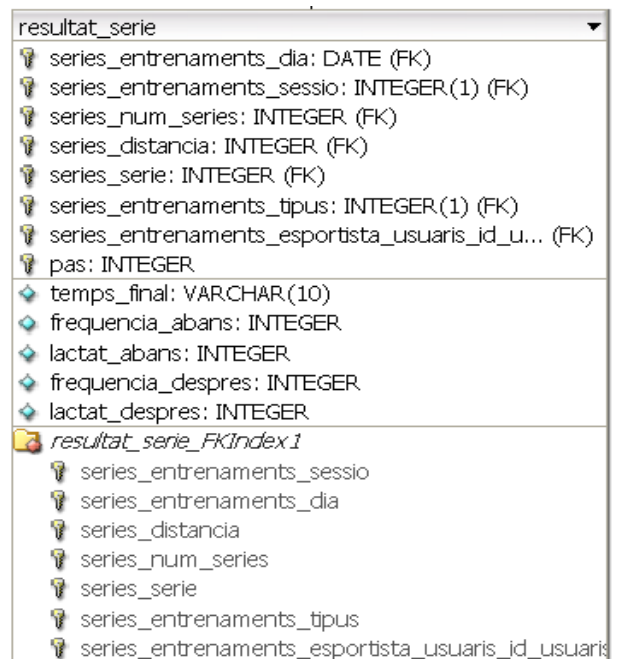 resultat_serie
series_entrenaments_dia: DATE (FK)
series_entrenaments_sessio: INTEGER(1) (FK)
series_num_series: INTEGER (FK)
series_distancia: INTEGER (FK)
series_serie: INTEGER (FK)
series_entrenaments_tipus: INTEGER(1) (FK)
series_entrenaments_esportista_usuaris_id_u... (FK)
pas: INTEGER
temps_final: VARCHAR(10)
frequencia_abans: INTEGER
lactat_abans: INTEGER
frequencia_despres: INTEGER
lactat_despres: INTEGER
resultat_serie_FKIndex1
series_entrenaments_sessio
series_entrenaments_dia
series_distancia
series_num_series
series_serie
series_entrenaments_tipus
series_entrenaments_esportista_usuaris_id_usuaris